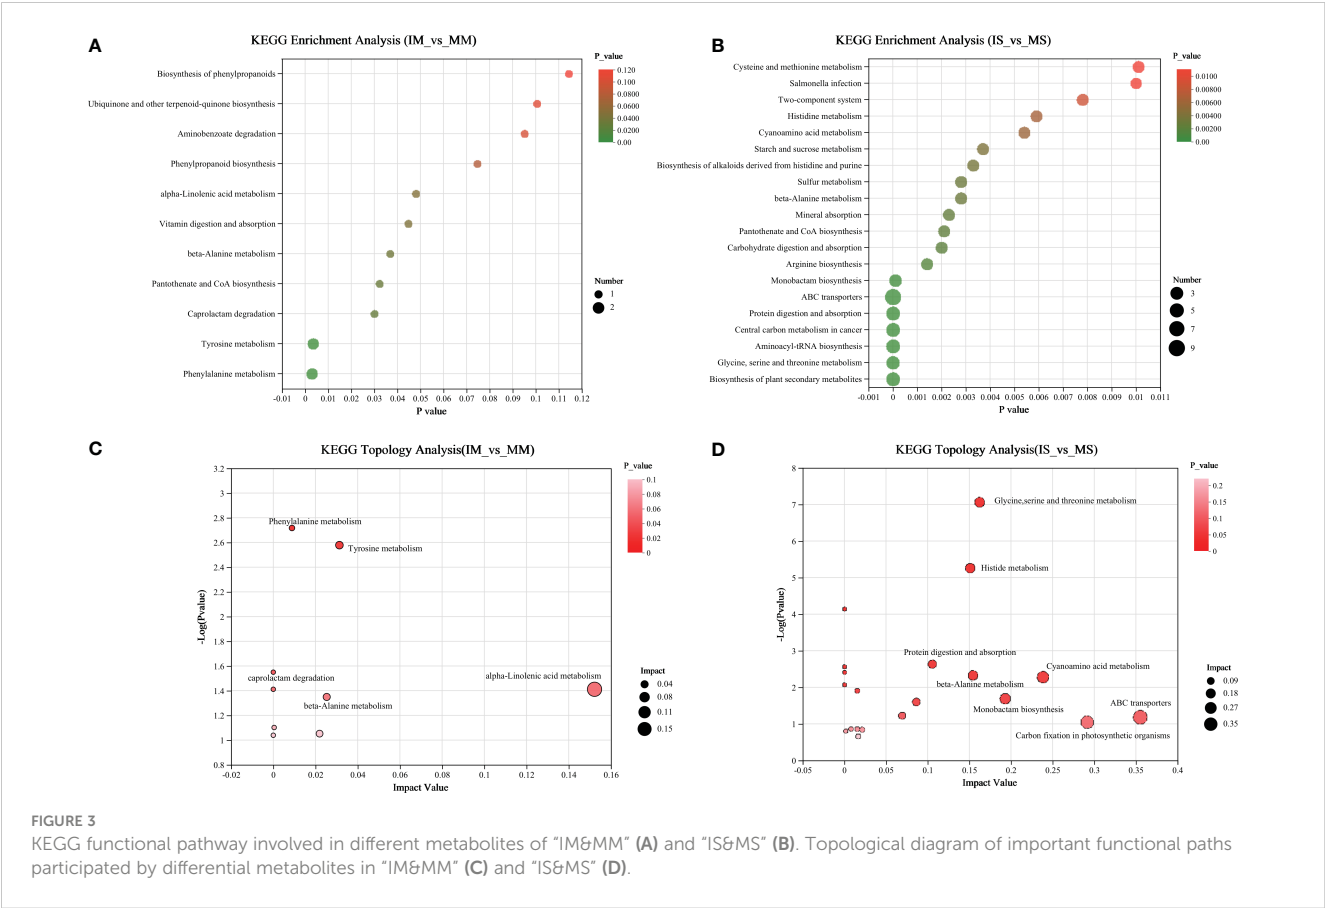 A
KEGG Enrichment Analysis (IM_vs_MM)
Biosynthesis of phenylpropanoids
Ubiquinone and other terpenoid-quinone biosynthesis
Aminobenzoate degradation
Phenylpropanoid biosynthesis
alpha-Linolenic acid metabolism
Vitamin digestion and absorption
beta-Alanine metabolism
Pantothenate and CoA biosynthesis
Caprolactam degradation
Tyrosine metabolism
Phenylalanine metabolism
-0.01 0 0.01 0.02 0.03 0.04 0.05 0.06 0.07 0.08 0.09 0.1 0.11 0.12
P value
P_value
0.120
0.100
0.0800
0.0600
0.0400
0.0200
0.00
Number
1
2
B
KEGG Enrichment Analysis (IS_vs_MS)
Cysteine and methionine metabolism
Salmonella infection
Two-component system
Histidine metabolism
Cyanoamino acid metabolism
Starch and sucrose metabolism
Biosynthesis of alkaloids derived from histidine and purine
Sulfur metabolism
beta-Alanine metabolism
Mineral absorption
Pantothenate and CoA biosynthesis
Carbohydrate digestion and absorption
Arginine biosynthesis
Monobactam biosynthesis
ABC transporters
Protein digestion and absorption
Central carbon metabolism in cancer
Aminoacyl-tRNA biosynthesis
Glycine, serine and threonine metabolism
Biosynthesis of plant secondary metabolites
-0.001 0 0.001 0.002 0.003 0.004 0.005 0.006 0.007 0.008 0.009 0.01 0.011
P value
P_value
0.0100
0.00800
0.00600
0.00400
0.00200
0.00
Number
3
5
7
9
C
KEGG Topology Analysis(IM_vs_MM)
-Log(Pvalue)
3.2
3
2.8
2.6
2.4
2.2
2
1.8
1.6
1.4
1.2
1
0.8
Phenylalanine metabolism
Tyrosine metabolism
caprolactam degradation
alpha-Linolenic acid metabolism
beta-Alanine metabolism
-0.02 0 0.02 0.04 0.06 0.08 0.1 0.12 0.14 0.16
Impact Value
P_value
0.1
0.08
0.06
0.04
0.02
0
Impact
0.04
0.08
0.11
0.15
D
KEGG Topology Analysis(IS_vs_MS)
-Log(Pvalue)
8
7
6
5
4
3
2
1
0
Glycine,serine and threonine metabolism
Histide metabolism
Protein digestion and absorption
Cyanoamino acid metabolism
beta-Alanine metabolism
Monobactam biosynthesis
ABC transporters
Carbon fixation in photosynthetic organisms
-0.05 0 0.05 0.1 0.15 0.2 0.25 0.3 0.35 0.4
Impact Value
P_value
0.2
0.15
0.1
0.05
0
Impact
0.09
0.18
0.27
0.35
FIGURE 3
KEGG functional pathway involved in different metabolites of “IM&MM” (A) and “IS&MS” (B). Topological diagram of important functional paths
participated by differential metabolites in “IM&MM” (C) and “IS&MS” (D).